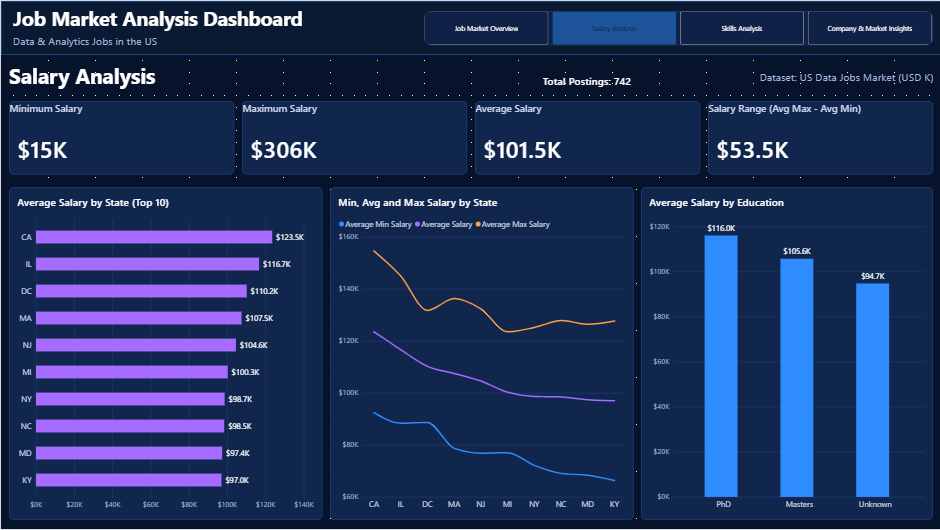 Job Market Analysis Dashboard
Data & Analytics Jobs in the US
Job Market Overview
Salary Analysis
Skills Analysis
Company & Market Insights
Salary Analysis
Total Postings: 742
Dataset: US Data Jobs Market (USD K)
Minimum Salary
$15K
Maximum Salary
$306K
Average Salary
$101.5K
Salary Range (Avg Max - Avg Min)
$53.5K
Average Salary by State (Top 10)
CA $123.5K
IL $116.7K
DC $110.2K
MA $107.5K
NJ $104.6K
MI $100.3K
NY $98.7K
NC $98.5K
MD $97.4K
KY $97.0K
$0K $20K $40K $60K $80K $100K $120K $140K
Min, Avg and Max Salary by State
Average Min Salary Average Salary Average Max Salary
$160K
$140K
$120K
$100K
$80K
$60K
CA IL DC MA NJ MI NY NC MD KY
Average Salary by Education
$120K
$100K
$80K
$60K
$40K
$20K
$0K
$116.0K
$105.6K
$94.7K
PhD Masters Unknown